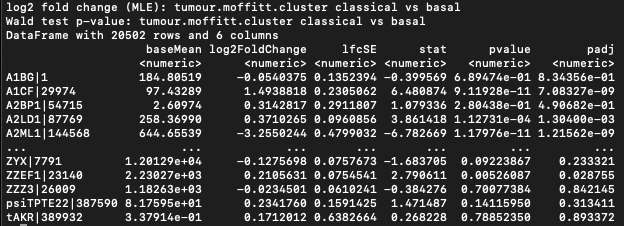 log2 fold change (MLE): tumour.moffitt.cluster classical vs basal
Wald test p-value: tumour.moffitt.cluster classical vs basal
DataFrame with 20502 rows and 6 columns
baseMean log2FoldChange lfcSE stat pvalue padj
<numeric> <numeric> <numeric> <numeric> <numeric> <numeric>
A1BG|1 184.80519 -0.0540375 0.1352394 -0.399569 6.89474e-01 8.34356e-01
A1CF|29974 97.43289 1.4938818 0.2305062 6.480874 9.11928e-11 7.08327e-09
A2BP1|54715 2.60974 0.3142817 0.2911807 1.079336 2.80438e-01 4.90682e-01
A2LD1|87769 258.36990 0.3710265 0.0960856 3.861418 1.12731e-04 1.30400e-03
A2ML1|144568 644.65539 -3.2550244 0.4799032 -6.782669 1.17976e-11 1.21562e-09
... ... ... ... ... ... ...
ZYX|7791 1.20129e+04 -0.1275698 0.0757673 -1.683705 0.09223867 0.233321
ZZEF1|23140 2.23027e+03 0.2105631 0.0754541 2.790611 0.00526087 0.028755
ZZZ3|26009 1.18263e+03 -0.0234501 0.0610241 -0.384276 0.70077384 0.842145
psiTPTE22|387590 8.17595e+01 0.2341760 0.1591425 1.471487 0.14115950 0.313411
tAKR|389932 3.37914e-01 0.1712012 0.6382664 0.268228 0.78852350 0.893372